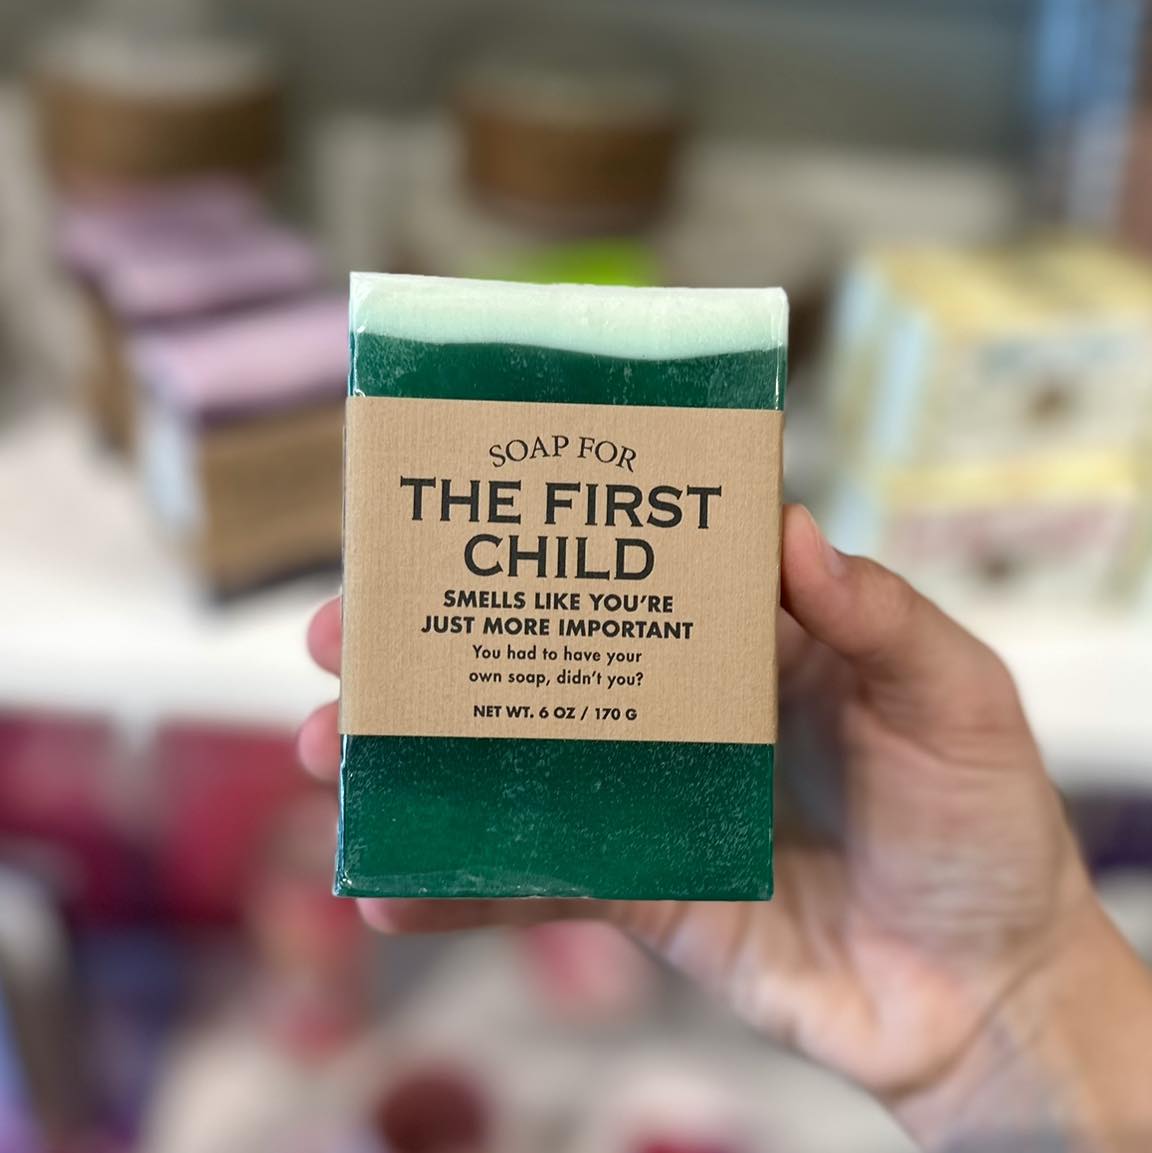 SOAP FOR
THE FIRST
CHILD
SMELLS LIKE YOU'RE
JUST MORE IMPORTANT
You had to have your
own soap, didn't you?
NET WT. 6 OZ / 170 G